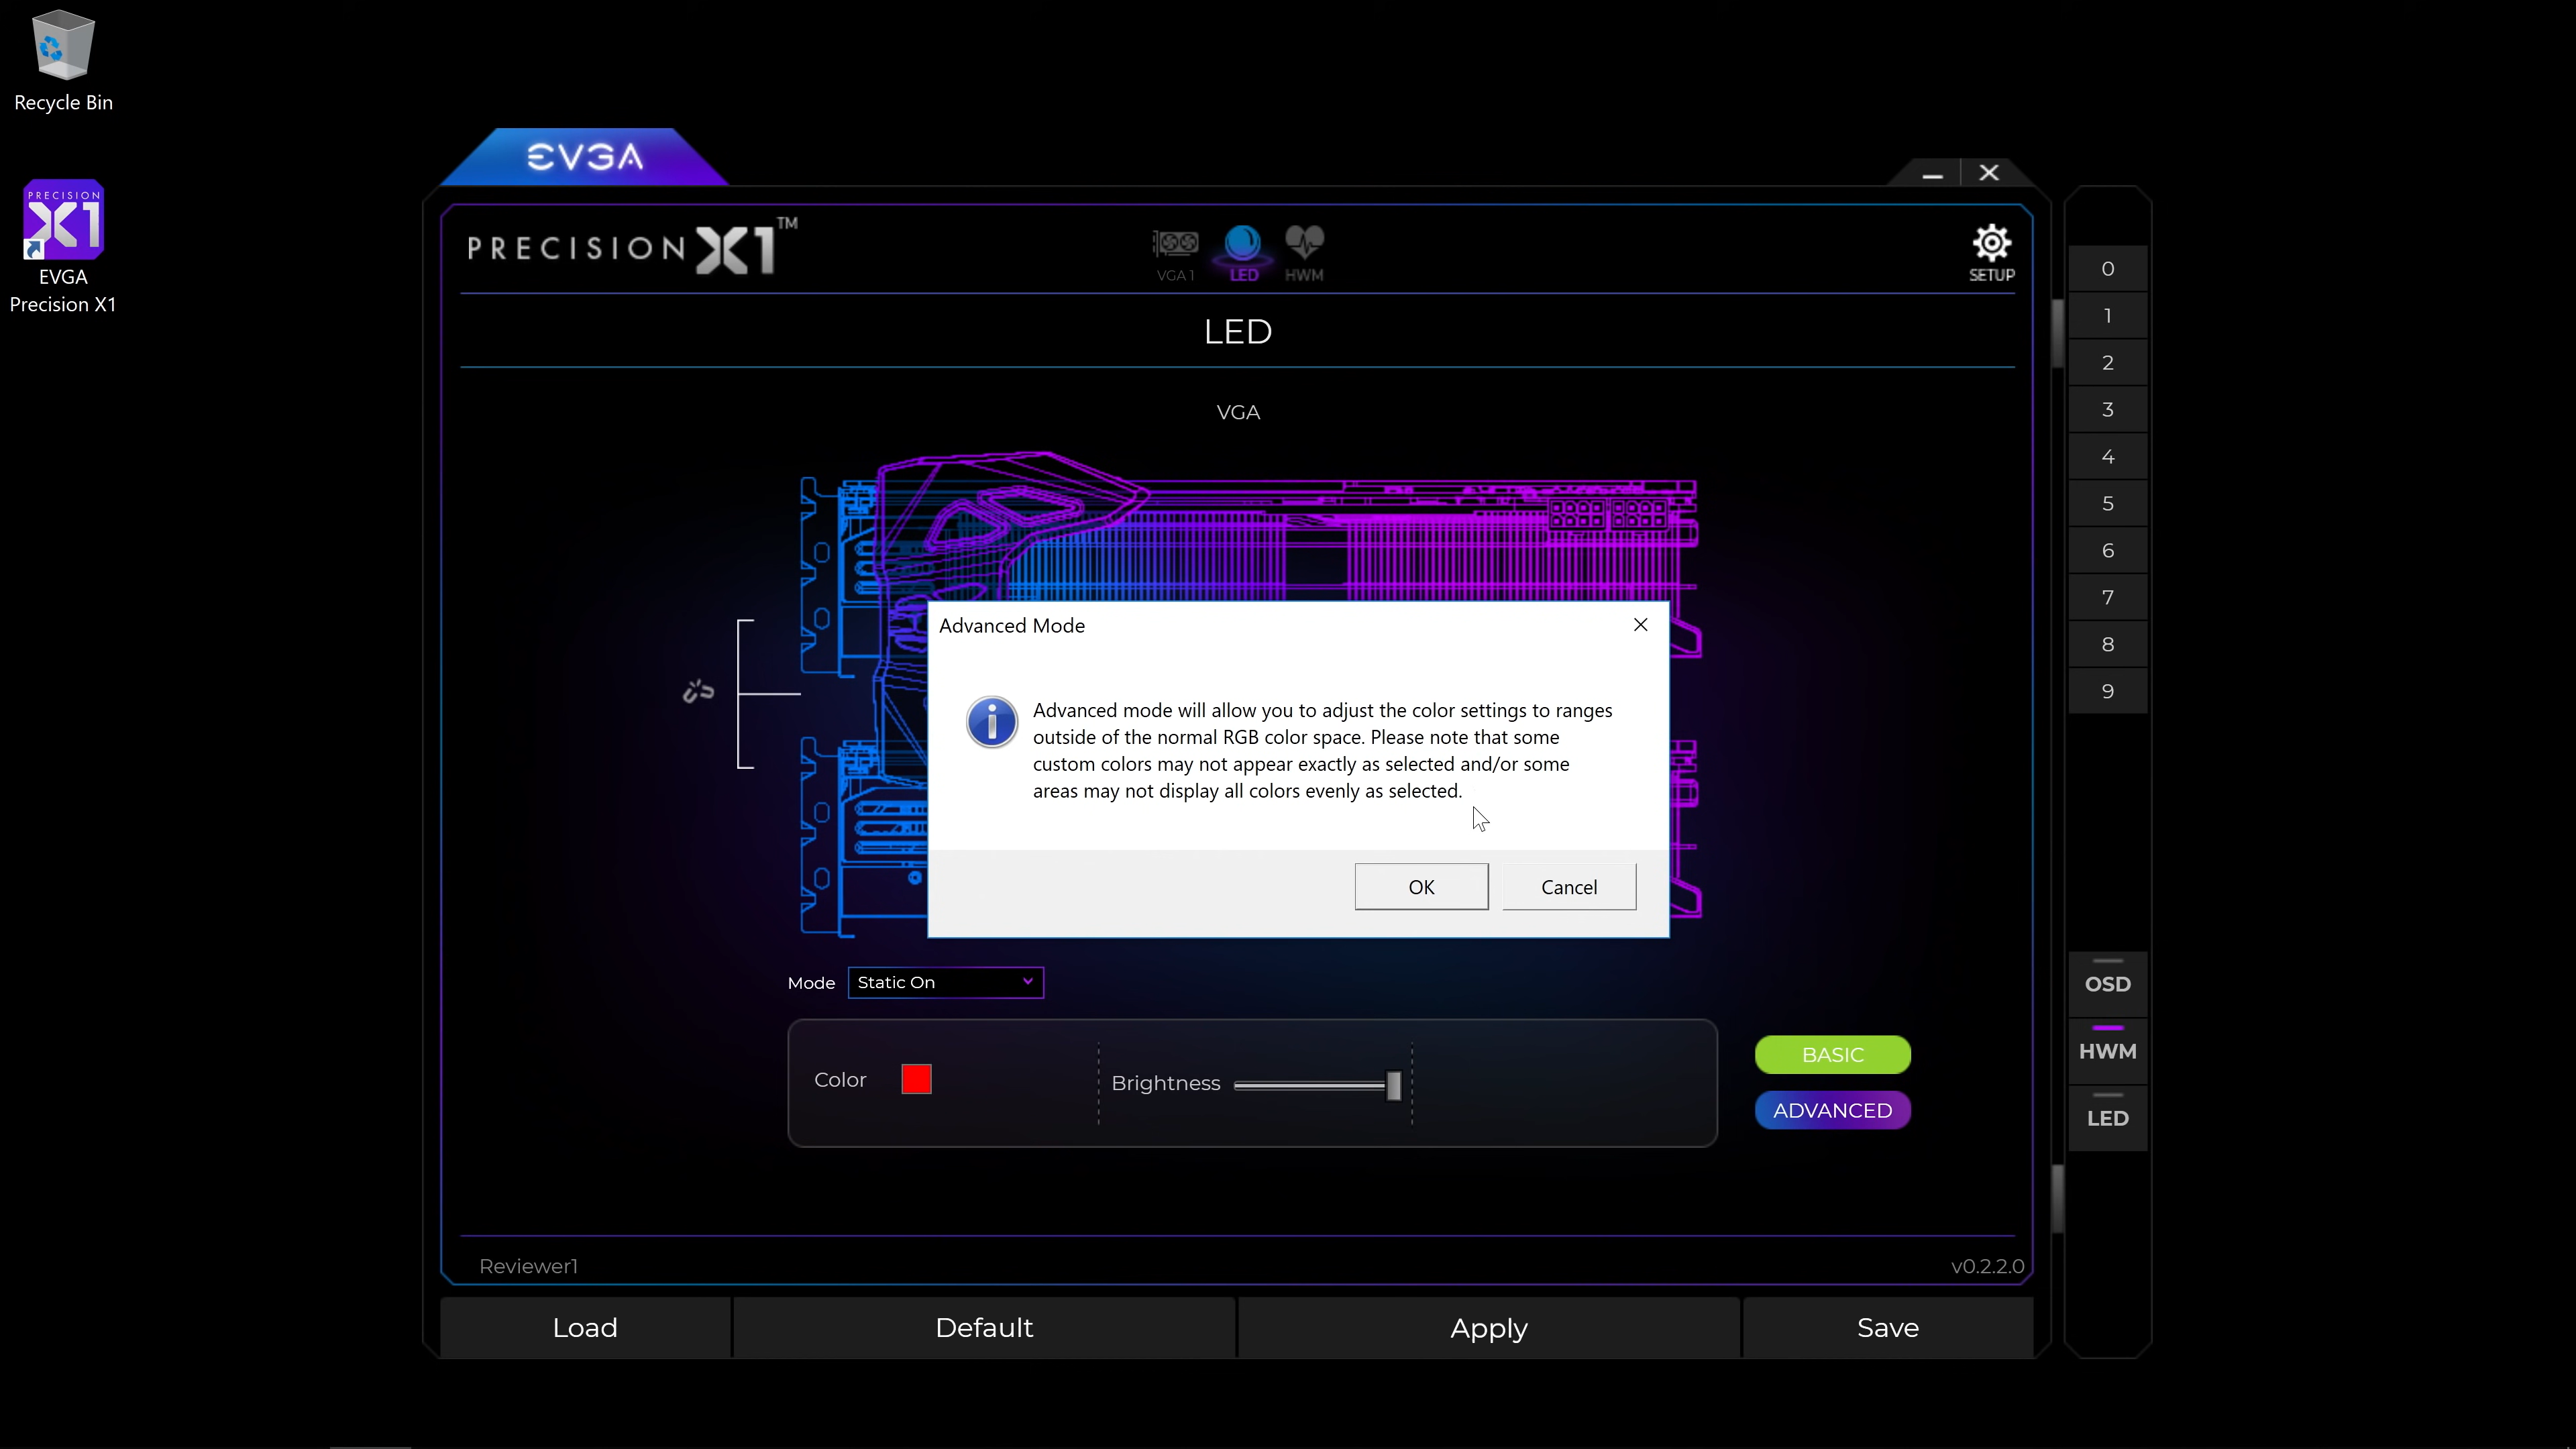 Recycle Bin
PRECISION
X1
EVGA
Precision X1
EVGA
PRECISION X1™
VGA 1
LED
HWM
SETUP
LED
VGA
Advanced Mode
Advanced mode will allow you to adjust the color settings to ranges
outside of the normal RGB color space. Please note that some
custom colors may not appear exactly as selected and/or some
areas may not display all colors evenly as selected.
OK
Cancel
Mode
Static On
Color
Brightness
BASIC
ADVANCED
Reviewer1
v0.2.2.0
Load
Default
Apply
Save
0
1
2
3
4
5
6
7
8
9
OSD
HWM
LED